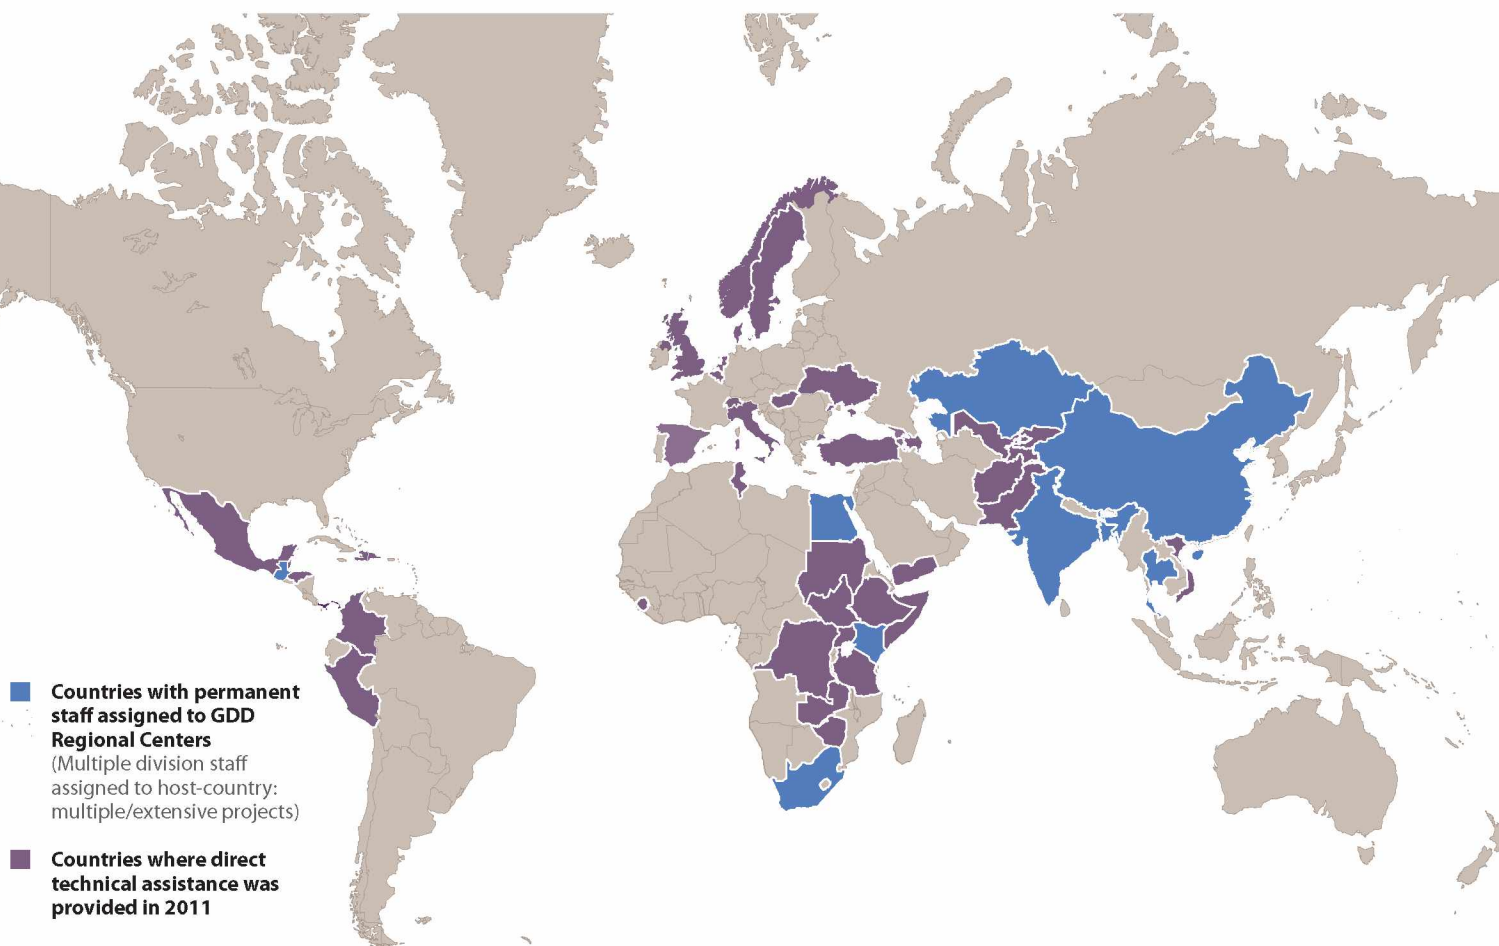 Countries with permanent
staff assigned to GDD
Regional Centers
(Multiple division staff
assigned to host-country:
multiple/extensive projects)
Countries where direct
technical assistance was
provided in 2011